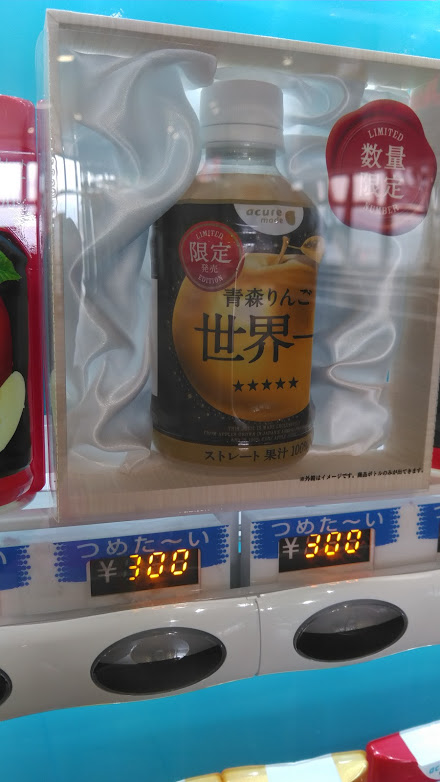 LIMITED
数量
限定
NUMBER
acure
made
LIMITED
限定
発売
EDITION
青森りんご
世界一
★★★★★
ストレート 果汁 100%
※外観はイメージです。商品ボトルのみが出てきます。
つめた～い
¥ 300
つめた～い
¥ 300